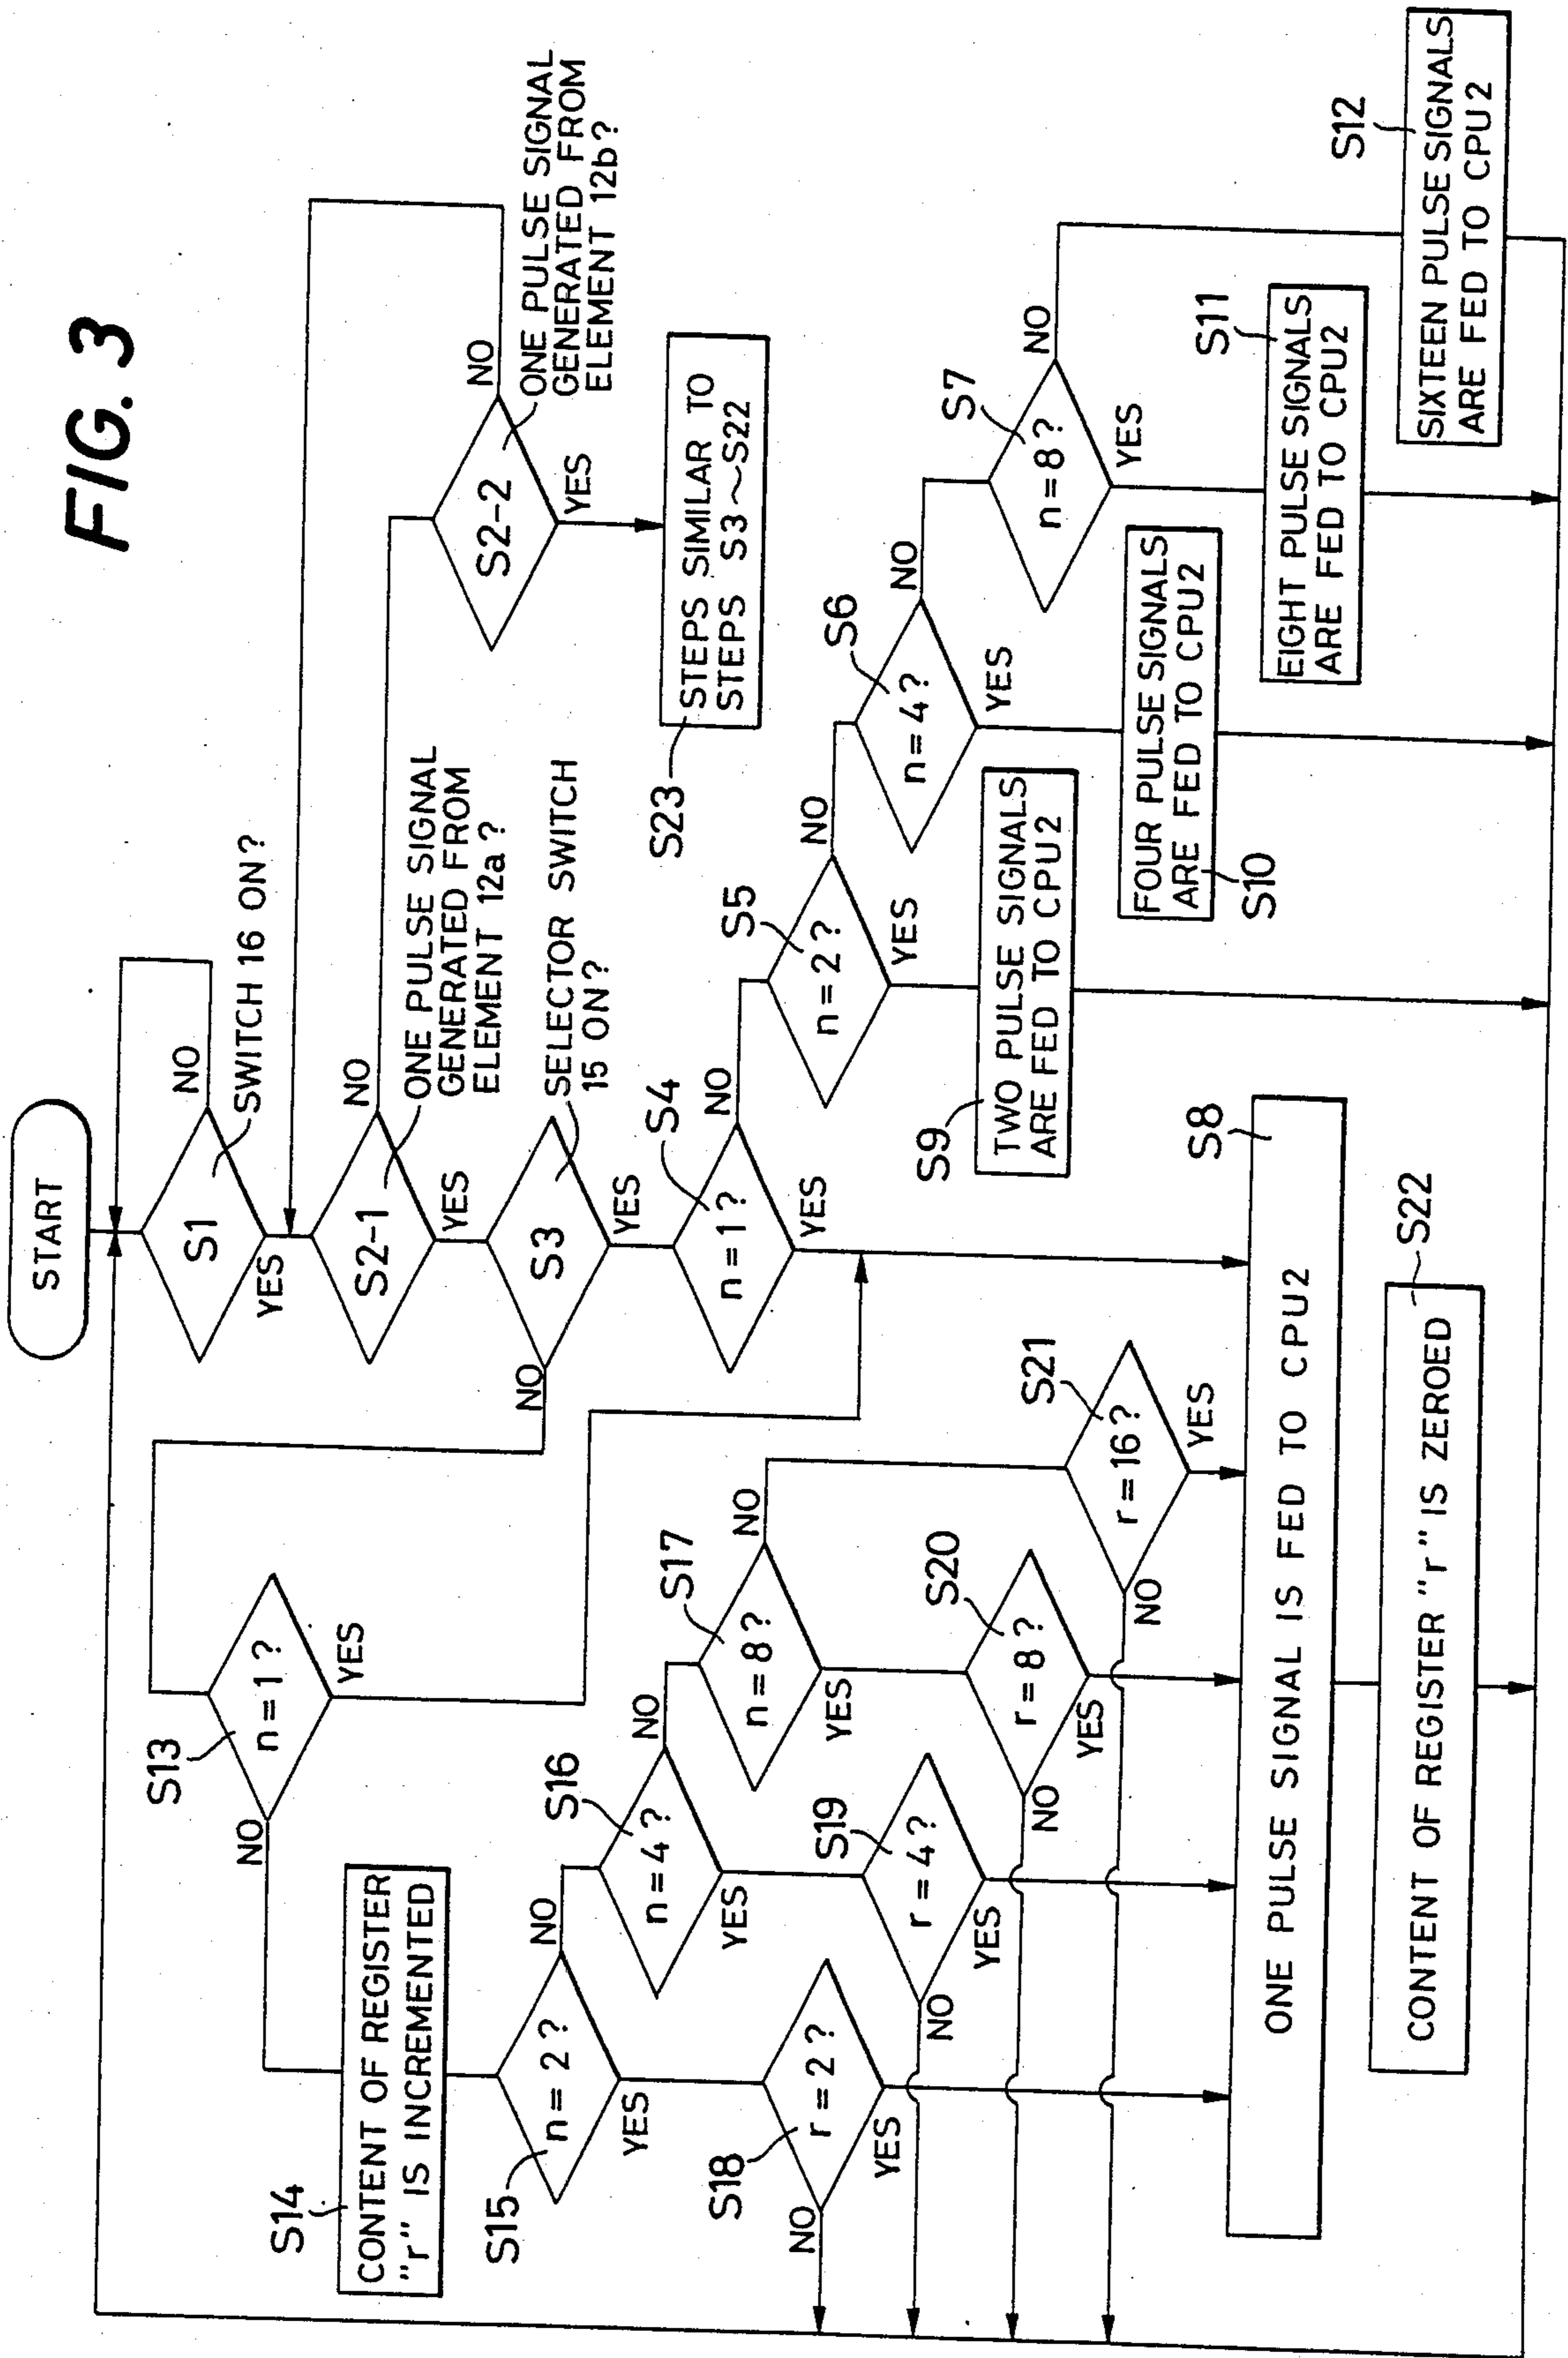 FIG. 3
START
S1
SWITCH 16 ON?
NO
YES
S2-1
ONE PULSE SIGNAL
GENERATED FROM
ELEMENT 12a?
NO
YES
S2-2
ONE PULSE SIGNAL
GENERATED FROM
ELEMENT 12b?
NO
YES
S23
STEPS SIMILAR TO
STEPS S3~S22
S3
SELECTOR SWITCH
15 ON?
NO
YES
S4
n=1?
NO
YES
S5
n=2?
NO
YES
S6
n=4?
NO
YES
S7
n=8?
NO
YES
S9
TWO PULSE SIGNALS
ARE FED TO CPU2
S10
FOUR PULSE SIGNALS
ARE FED TO CPU2
S11
EIGHT PULSE SIGNALS
ARE FED TO CPU2
S12
SIXTEEN PULSE SIGNALS
ARE FED TO CPU2
S13
n=1?
NO
YES
S14
CONTENT OF REGISTER
"r" IS INCREMENTED
S15
n=2?
NO
YES
S16
n=4?
NO
YES
S17
n=8?
NO
YES
S18
r=2?
NO
YES
S19
r=4?
NO
YES
S20
r=8?
NO
YES
S21
r=16?
NO
YES
S8
ONE PULSE SIGNAL IS FED TO CPU2
S22
CONTENT OF REGISTER "r" IS ZEROED